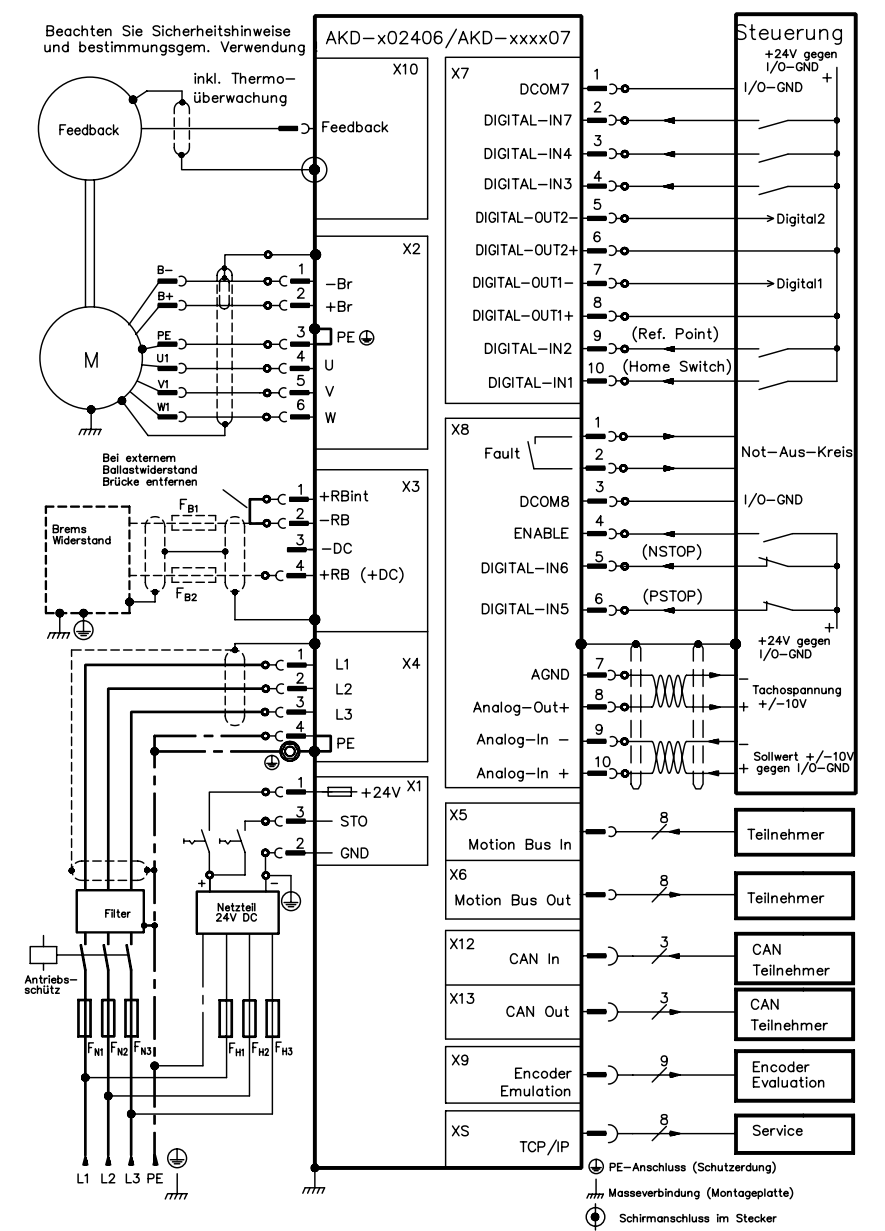 Beachten Sie Sicherheitshinweise
und bestimmungsgem. Verwendung
AKD-x02406/AKD-xxxx07
Steuerung
X10
inkl. Thermo-
überwachung
Feedback
Feedback
X2
B-
1
-Br
B+
2
+Br
PE
3
PE
M
U1
4
U
V1
5
V
W1
6
W
Bei externem
Ballastwiderstand
Brücke entfernen
X3
1
+RBint
FB1
2
-RB
Brems
Widerstand
3
-DC
4
+RB (+DC)
FB2
X4
1
L1
2
L2
3
L3
4
PE
X1
1
+24V
3
STO
2
GND
+
-
Filter
Netzteil
24V DC
Antriebs-
schütz
FN1
FN2
FN3
FH1
FH2
FH3
L1
L2
L3
PE
X7
+24V gegen
I/O-GND
+
DCOM7
1
I/O-GND
DIGITAL-IN7
2
DIGITAL-IN4
3
DIGITAL-IN3
4
DIGITAL-OUT2-
5
Digital2
DIGITAL-OUT2+
6
DIGITAL-OUT1-
7
Digital1
DIGITAL-OUT1+
8
DIGITAL-IN2
9
(Ref. Point)
DIGITAL-IN1
10
(Home Switch)
X8
Fault
1
2
Not-Aus-Kreis
DCOM8
3
I/O-GND
ENABLE
4
DIGITAL-IN6
5
(NSTOP)
DIGITAL-IN5
6
(PSTOP)
+
+24V gegen
I/O-GND
AGND
7
-
Analog-Out+
8
+
Tachospannung
+/-10V
Analog-In -
9
-
Analog-In +
10
+
Sollwert +/-10V
gegen I/O-GND
X5
Motion Bus In
8
Teilnehmer
X6
Motion Bus Out
8
Teilnehmer
X12
CAN In
3
CAN
Teilnehmer
X13
CAN Out
3
CAN
Teilnehmer
X9
Encoder
Emulation
9
Encoder
Evaluation
XS
TCP/IP
8
Service
PE-Anschluss (Schutzerdung)
Masseverbindung (Montageplatte)
Schirmanschluss im Stecker